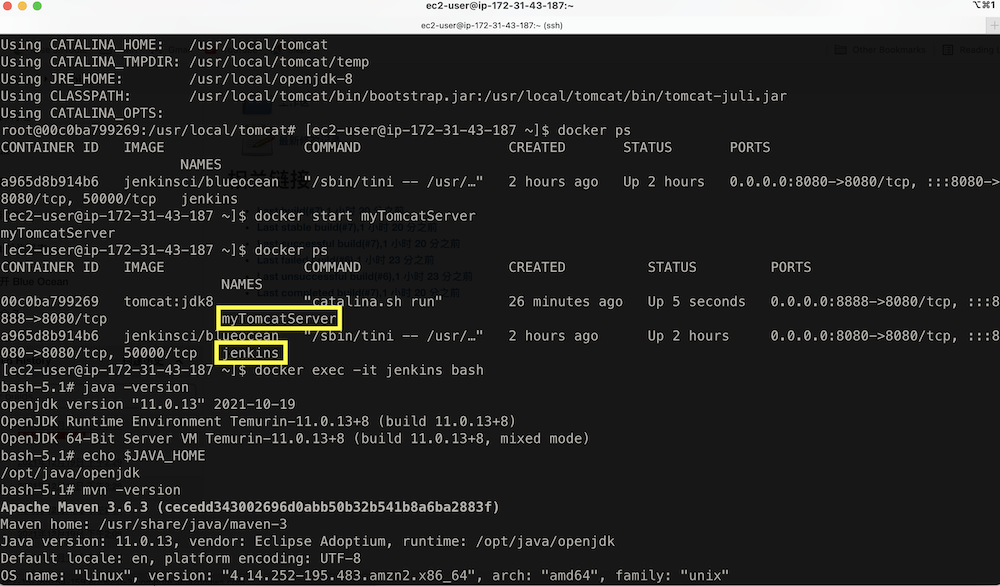 ec2-user@ip-172-31-43-187:~
⌥⌘1
ec2-user@ip-172-31-43-187:~ (ssh)
Using CATALINA_HOME:   /usr/local/tomcat
Using CATALINA_TMPDIR: /usr/local/tomcat/temp
Using JRE_HOME:        /usr/local/openjdk-8
Using CLASSPATH:       /usr/local/tomcat/bin/bootstrap.jar:/usr/local/tomcat/bin/tomcat-juli.jar
Using CATALINA_OPTS:
root@00c0ba799269:/usr/local/tomcat# [ec2-user@ip-172-31-43-187 ~]$ docker ps
CONTAINER ID   IMAGE                 COMMAND                  CREATED       STATUS       PORTS
NAMES
a965d8b914b6   jenkinsci/blueocean   "/sbin/tini -- /usr/…"   2 hours ago   Up 2 hours   0.0.0.0:8080->8080/tcp, :::8080->
8080/tcp, 50000/tcp   jenkins
[ec2-user@ip-172-31-43-187 ~]$ docker start myTomcatServer
myTomcatServer
[ec2-user@ip-172-31-43-187 ~]$ docker ps
CONTAINER ID   IMAGE                 COMMAND                  CREATED          STATUS         PORTS
NAMES
00c0ba799269   tomcat:jdk8           "catalina.sh run"        26 minutes ago   Up 5 seconds   0.0.0.0:8888->8080/tcp, :::8
888->8080/tcp              myTomcatServer
a965d8b914b6   jenkinsci/blueocean   "/sbin/tini -- /usr/…"   2 hours ago      Up 2 hours     0.0.0.0:8080->8080/tcp, :::8
080->8080/tcp, 50000/tcp   jenkins
[ec2-user@ip-172-31-43-187 ~]$ docker exec -it jenkins bash
bash-5.1# java -version
openjdk version "11.0.13" 2021-10-19
OpenJDK Runtime Environment Temurin-11.0.13+8 (build 11.0.13+8)
OpenJDK 64-Bit Server VM Temurin-11.0.13+8 (build 11.0.13+8, mixed mode)
bash-5.1# echo $JAVA_HOME
/opt/java/openjdk
bash-5.1# mvn -version
Apache Maven 3.6.3 (cecedd343002696d0abb50b32b541b8a6ba2883f)
Maven home: /usr/share/java/maven-3
Java version: 11.0.13, vendor: Eclipse Adoptium, runtime: /opt/java/openjdk
Default locale: en, platform encoding: UTF-8
OS name: "linux", version: "4.14.252-195.483.amzn2.x86_64", arch: "amd64", family: "unix"